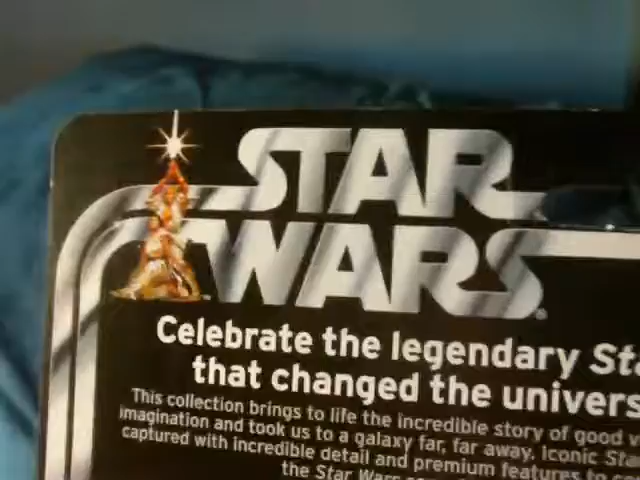 STAR
WARS
Celebrate the legendary
that changed the
This collection brings to life the incredible story of good
imagination and took us to a galaxy far, far away. Iconic
captured with incredible detail and premium features to
the Star Wars